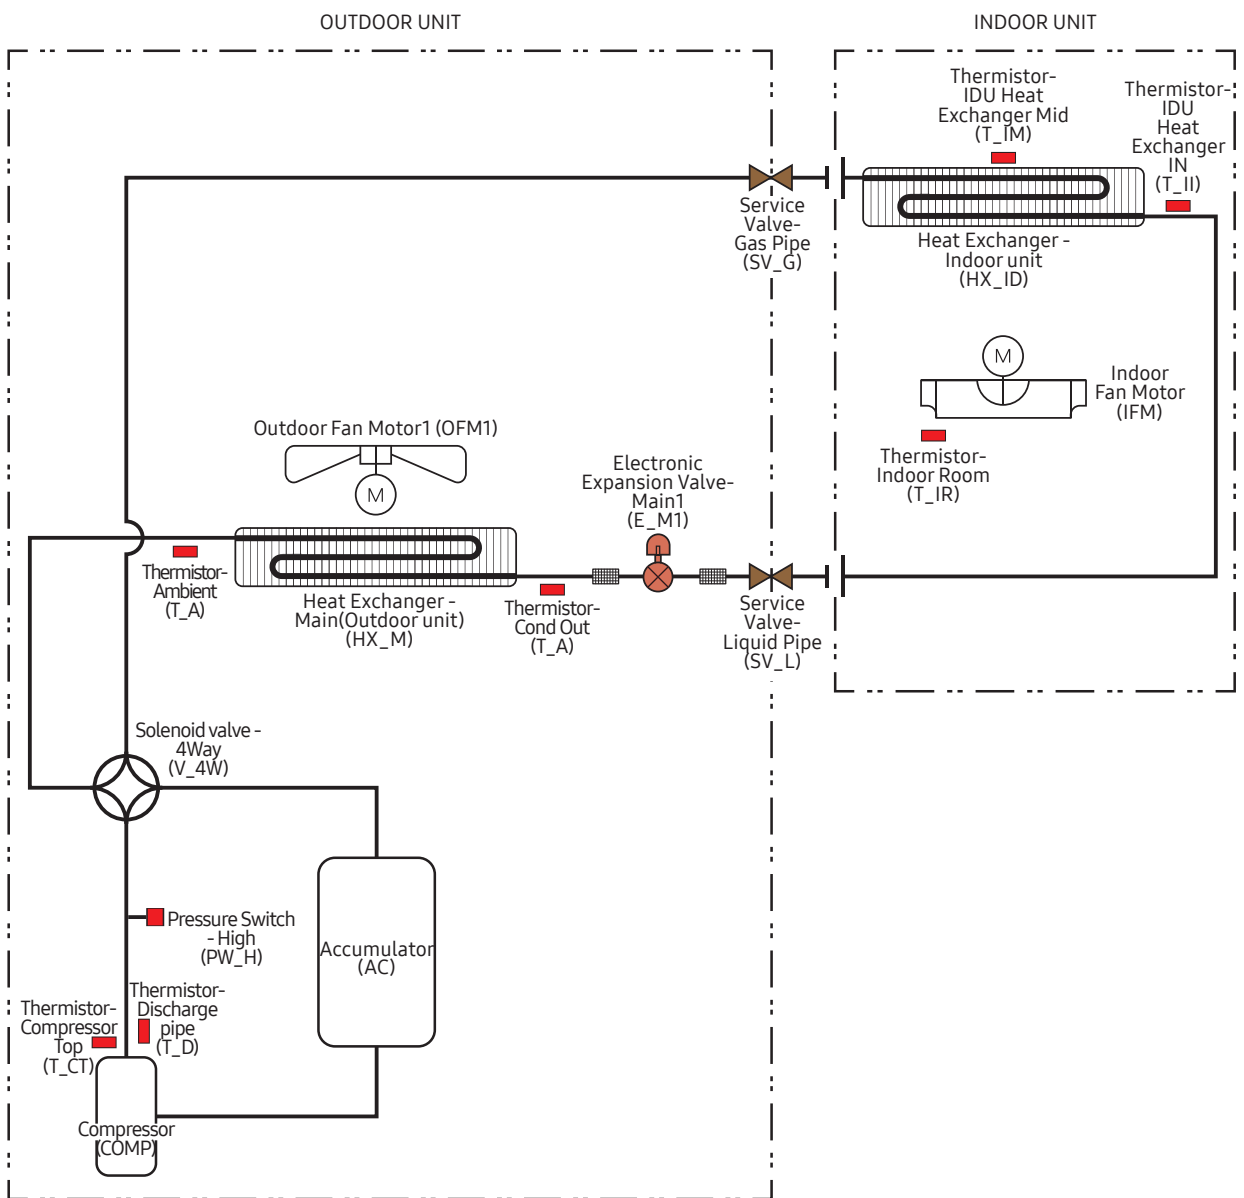 OUTDOOR UNIT
INDOOR UNIT
Thermistor-
IDU Heat
Exchanger Mid
(T_IM)
Thermistor-
IDU
Heat
Exchanger
IN
(T_II)
Service
Valve-
Gas Pipe
(SV_G)
Heat Exchanger -
Indoor unit
(HX_ID)
M
Indoor
Fan Motor
(IFM)
Thermistor-
Indoor Room
(T_IR)
Outdoor Fan Motor1 (OFM1)
M
Electronic
Expansion Valve-
Main1
(E_M1)
Thermistor-
Ambient
(T_A)
Heat Exchanger -
Main(Outdoor unit)
(HX_M)
Thermistor-
Cond Out
(T_A)
Service
Valve-
Liquid Pipe
(SV_L)
Solenoid valve -
4Way
(V_4W)
Pressure Switch
- High
(PW_H)
Accumulator
(AC)
Thermistor-
Discharge
pipe
(T_D)
Thermistor-
Compressor
Top
(T_CT)
Compressor
(COMP)